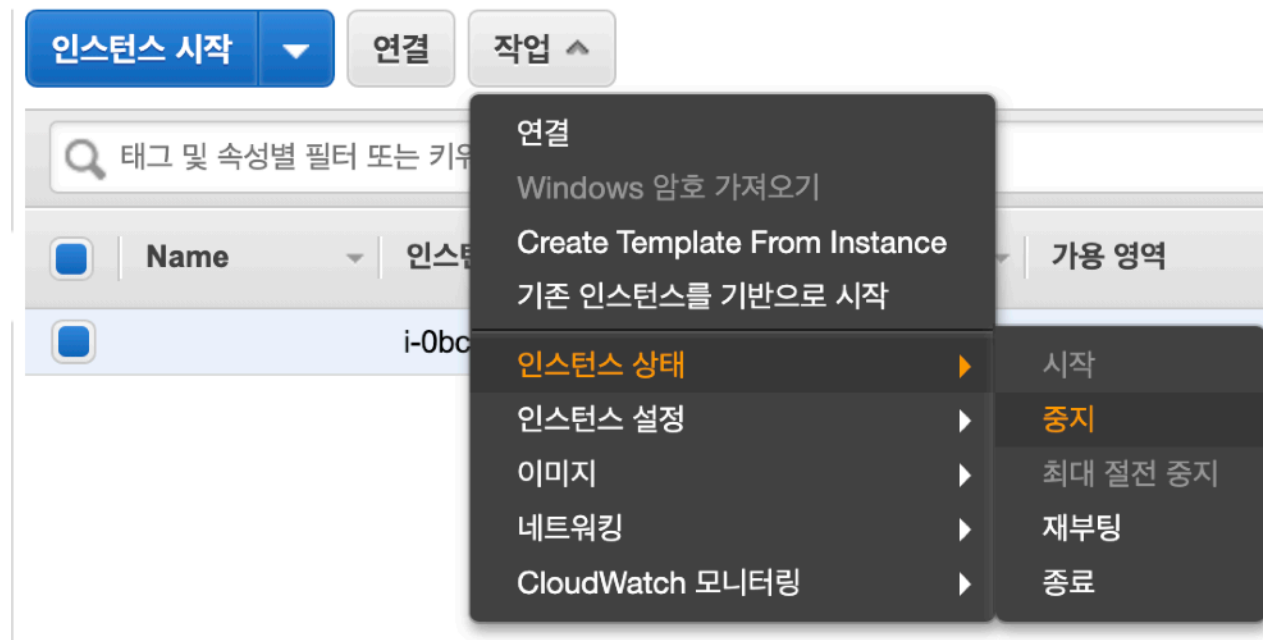 인스턴스 시작
연결
작업
태그 및 속성별 필터 또는 키
Name
인스
가용 영역
i-0bc
연결
Windows 암호 가져오기
Create Template From Instance
기존 인스턴스를 기반으로 시작
인스턴스 상태
인스턴스 설정
이미지
네트워킹
CloudWatch 모니터링
시작
중지
최대 절전 중지
재부팅
종료